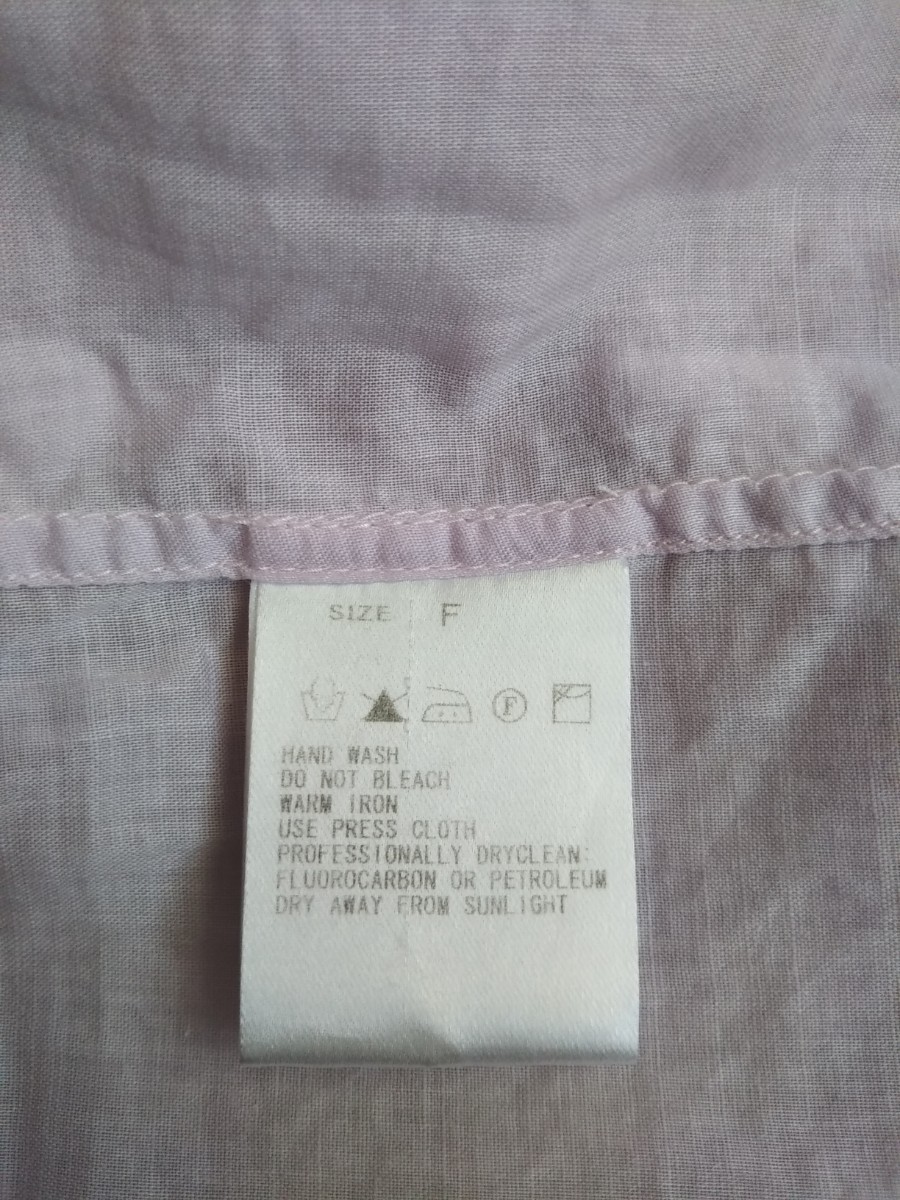 SIZE F
F
HAND WASH
DO NOT BLEACH
WARM IRON
USE PRESS CLOTH
PROFESSIONALLY DRYCLEAN:
FLUOROCARBON OR PETROLEUM
DRY AWAY FROM SUNLIGHT